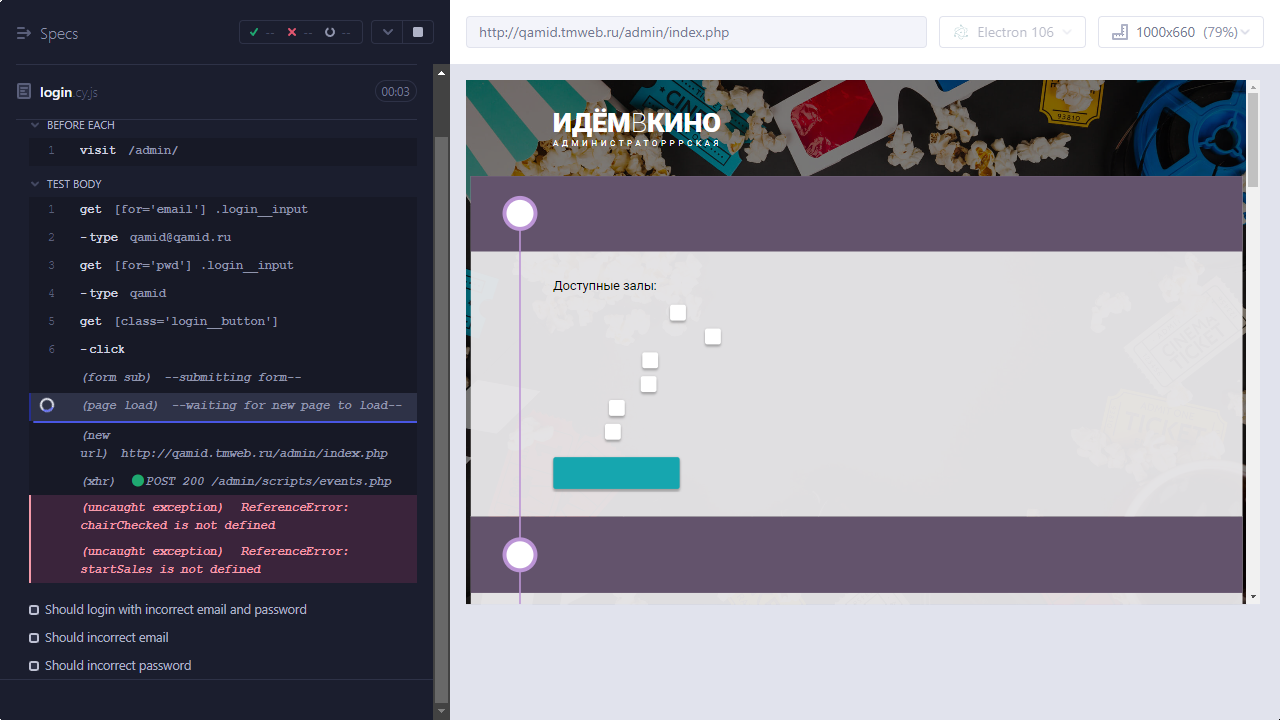 Specs
-- -- --
http://qamid.tmweb.ru/admin/index.php
Electron 106
1000x660 (79%)
login.cy.js
00:03
BEFORE EACH
1 visit /admin/
TEST BODY
1 get [for='email'] .login__input
2 -type qamid@qamid.ru
3 get [for='pwd'] .login__input
4 -type qamid
5 get [class='login__button']
6 -click
(form sub) --submitting form--
(page load) --waiting for new page to load--
(new
url) http://qamid.tmweb.ru/admin/index.php
(xhr) POST 200 /admin/scripts/events.php
(uncaught exception) ReferenceError:
chairChecked is not defined
(uncaught exception) ReferenceError:
startSales is not defined
Should login with incorrect email and password
Should incorrect email
Should incorrect password
ИДЁМВКИНО
АДМИНИСТРАТОРРРСКАЯ
CINEMA
93810
Доступные залы: